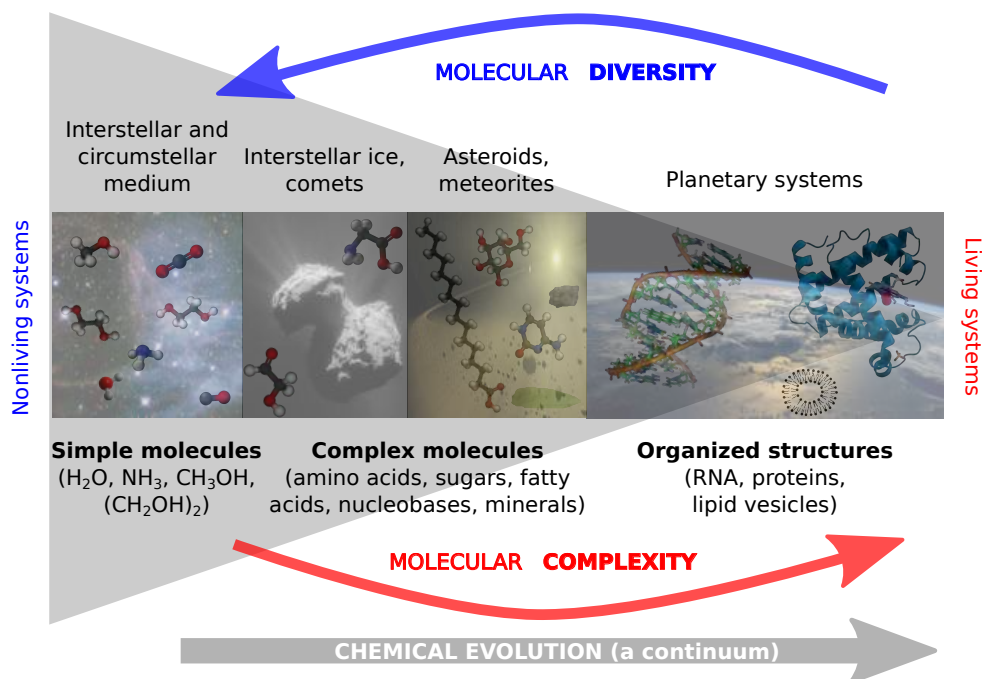 MOLECULAR DIVERSITY
Interstellar and
circumstellar
medium
Interstellar ice,
comets
Asteroids,
meteorites
Planetary systems
Nonliving systems
Living systems
Simple molecules
(H₂O, NH₃, CH₃OH,
(CH₂OH)₂)
Complex molecules
(amino acids, sugars, fatty
acids, nucleobases, minerals)
Organized structures
(RNA, proteins,
lipid vesicles)
MOLECULAR COMPLEXITY
CHEMICAL EVOLUTION (a continuum)